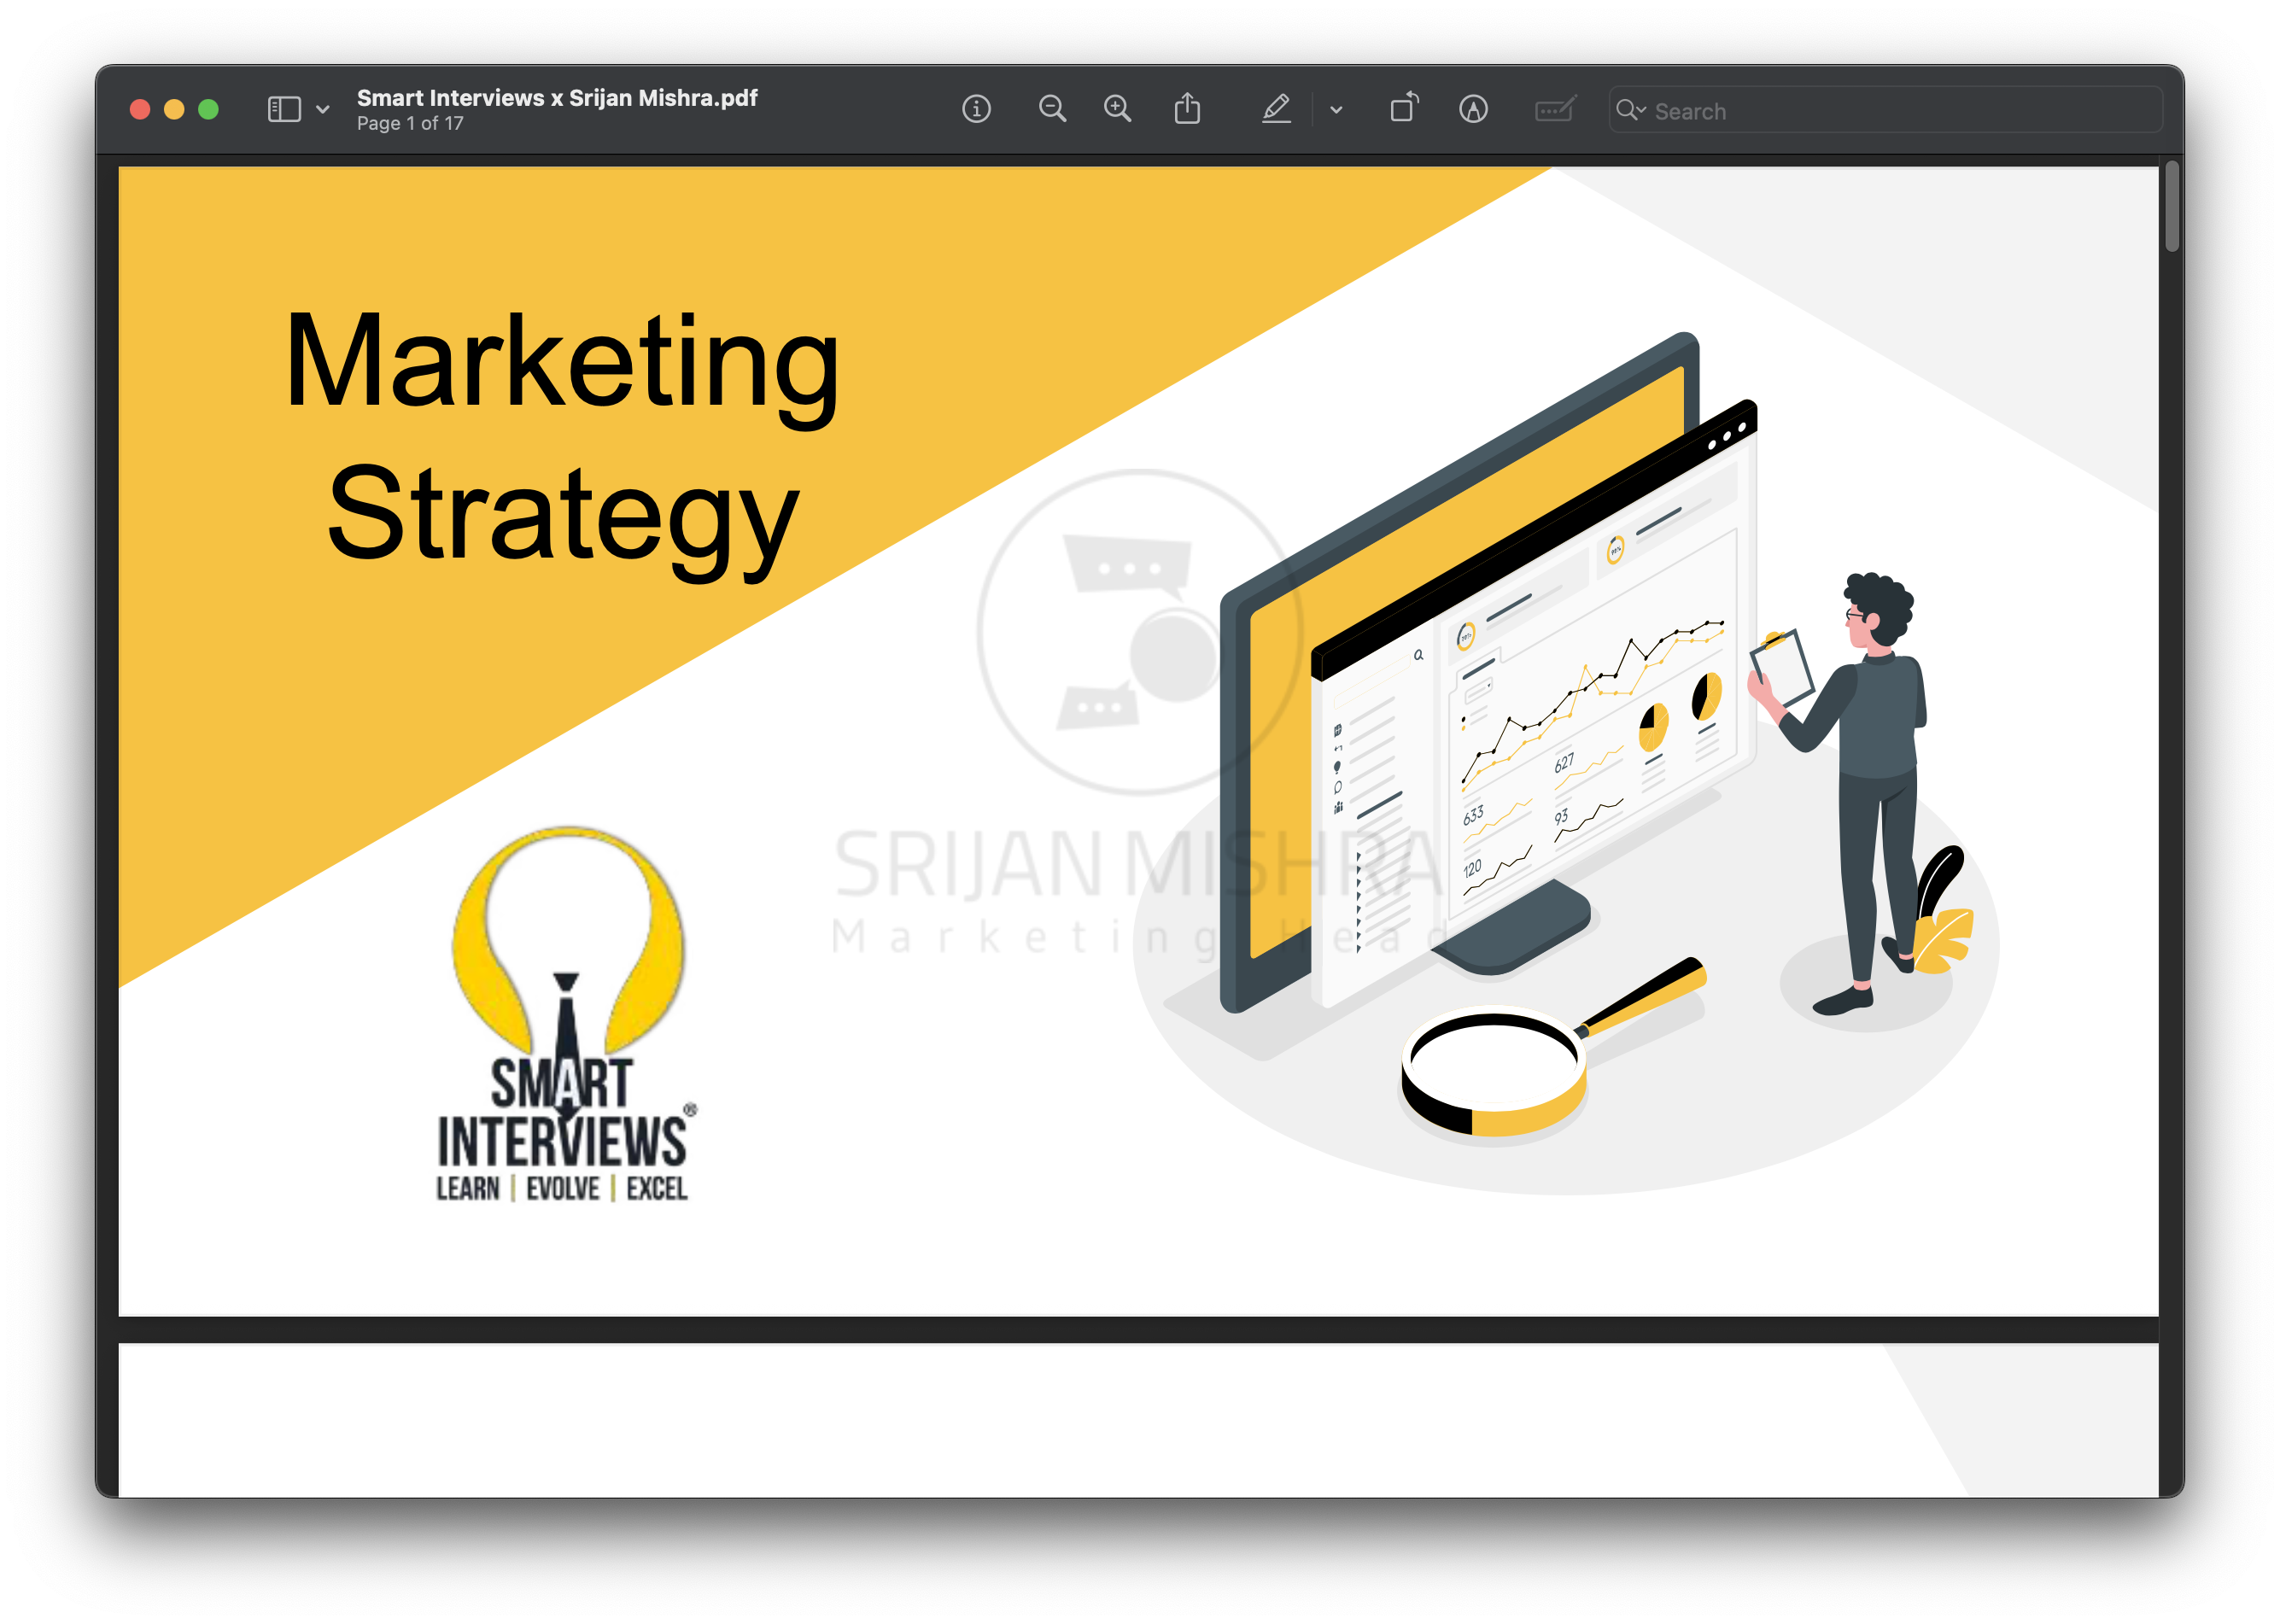 Smart Interviews x Srijan Mishra.pdf
Page 1 of 17
Search
Marketing
Strategy
627
633
93
120
SRIJAN MISHRA
Marketing Head
SMART
INTERVIEWS®
LEARN | EVOLVE | EXCEL